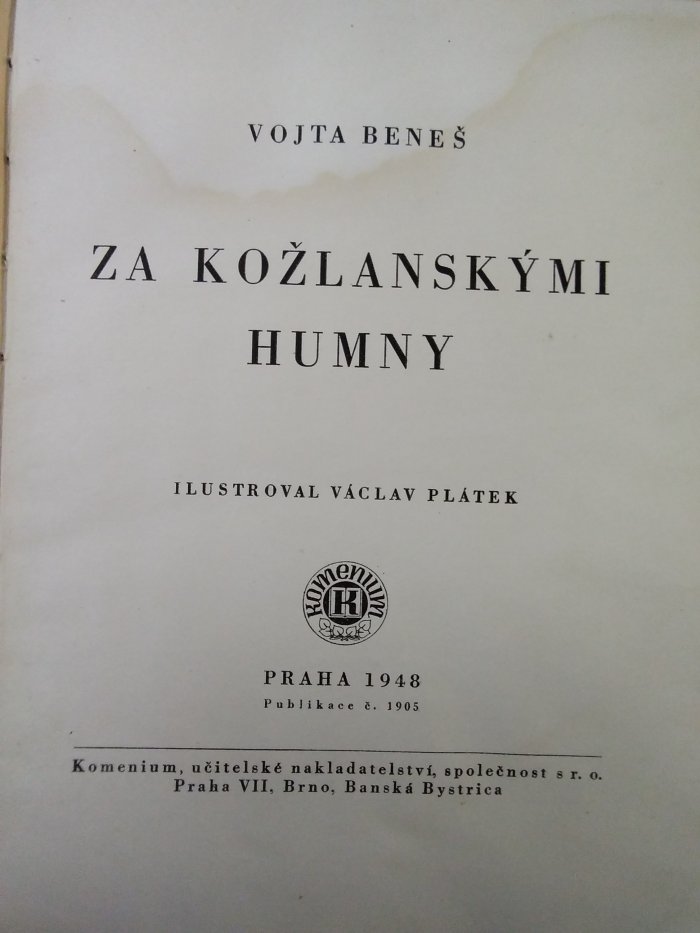 VOJTA BENEŠ
ZA KOŽLANSKÝMI
HUMNY
ILUSTROVAL VÁCLAV PLÁTEK
Komenium
K
PRAHA 1948
Publikace č. 1905
Komenium, učitelské nakladatelství, společnost s r. o.
Praha VII, Brno, Banská Bystrica